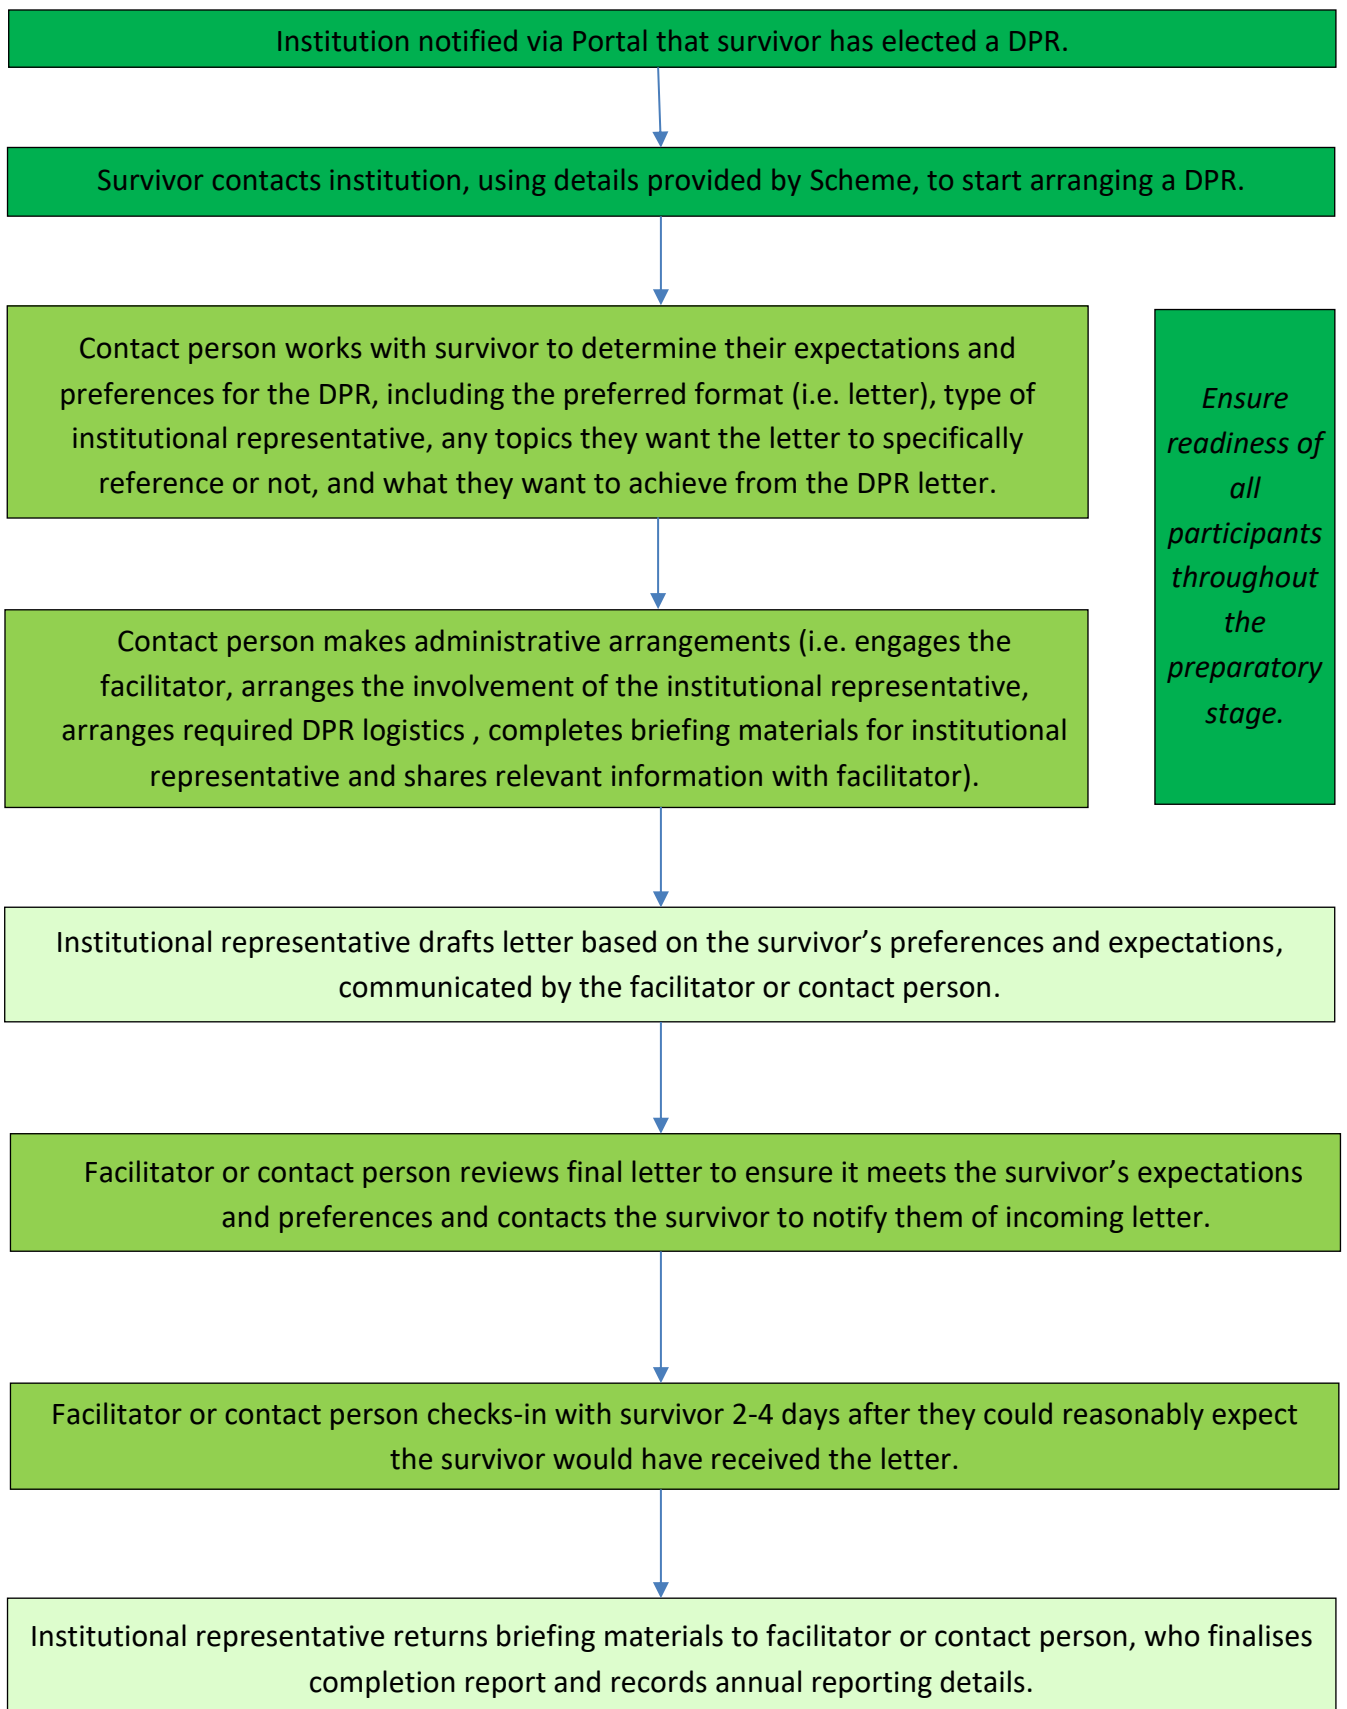 Institution notified via Portal that survivor has elected a DPR.
Survivor contacts institution, using details provided by Scheme, to start arranging a DPR.
Contact person works with survivor to determine their expectations and
preferences for the DPR, including the preferred format (i.e. letter), type of
institutional representative, any topics they want the letter to specifically
reference or not, and what they want to achieve from the DPR letter.
Ensure
readiness of
all
participants
throughout
the
preparatory
stage.
Contact person makes administrative arrangements (i.e. engages the
facilitator, arranges the involvement of the institutional representative,
arranges required DPR logistics , completes briefing materials for institutional
representative and shares relevant information with facilitator).
Institutional representative drafts letter based on the survivor’s preferences and expectations,
communicated by the facilitator or contact person.
Facilitator or contact person reviews final letter to ensure it meets the survivor’s expectations
and preferences and contacts the survivor to notify them of incoming letter.
Facilitator or contact person checks-in with survivor 2-4 days after they could reasonably expect
the survivor would have received the letter.
Institutional representative returns briefing materials to facilitator or contact person, who finalises
completion report and records annual reporting details.